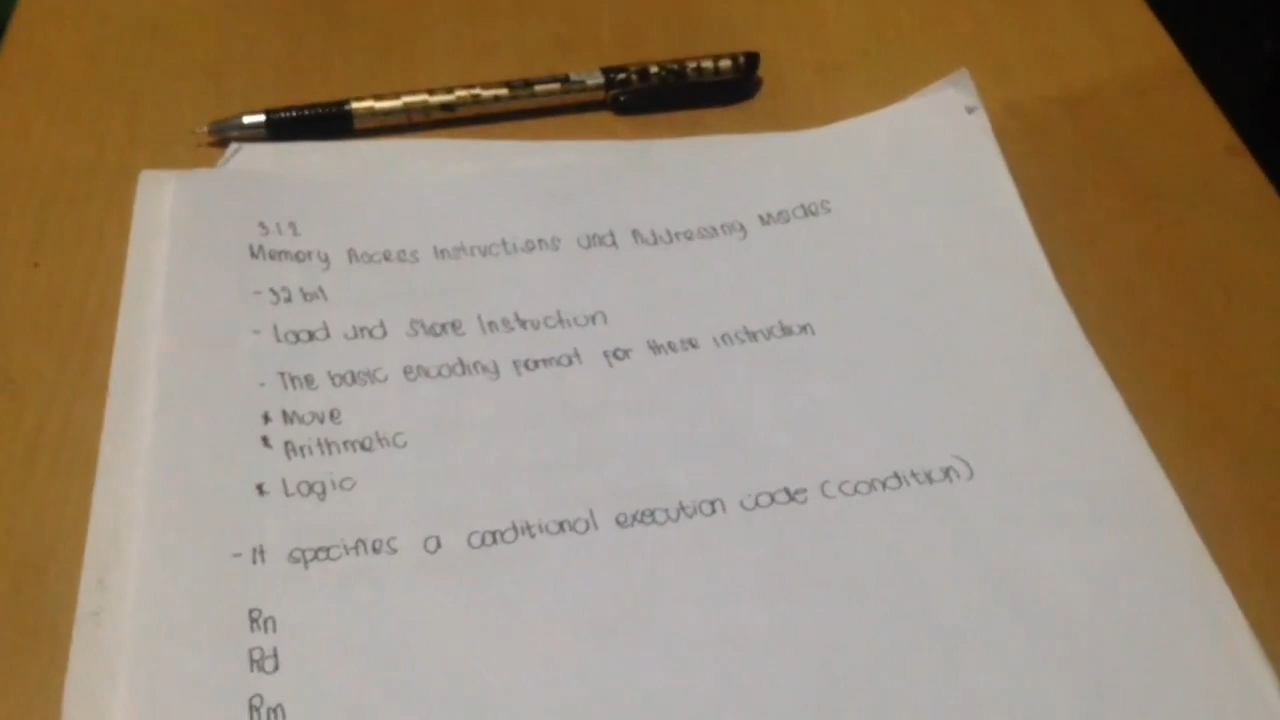 3.1.2
Memory Access Instructions and Addressing Modes
- 32 bit
- Load and Store Instruction
- The basic encoding format for these instruction
* Move
* Arithmetic
* Logic
- It specifies a conditional execution code (condition)
Rn
Rd
Rm